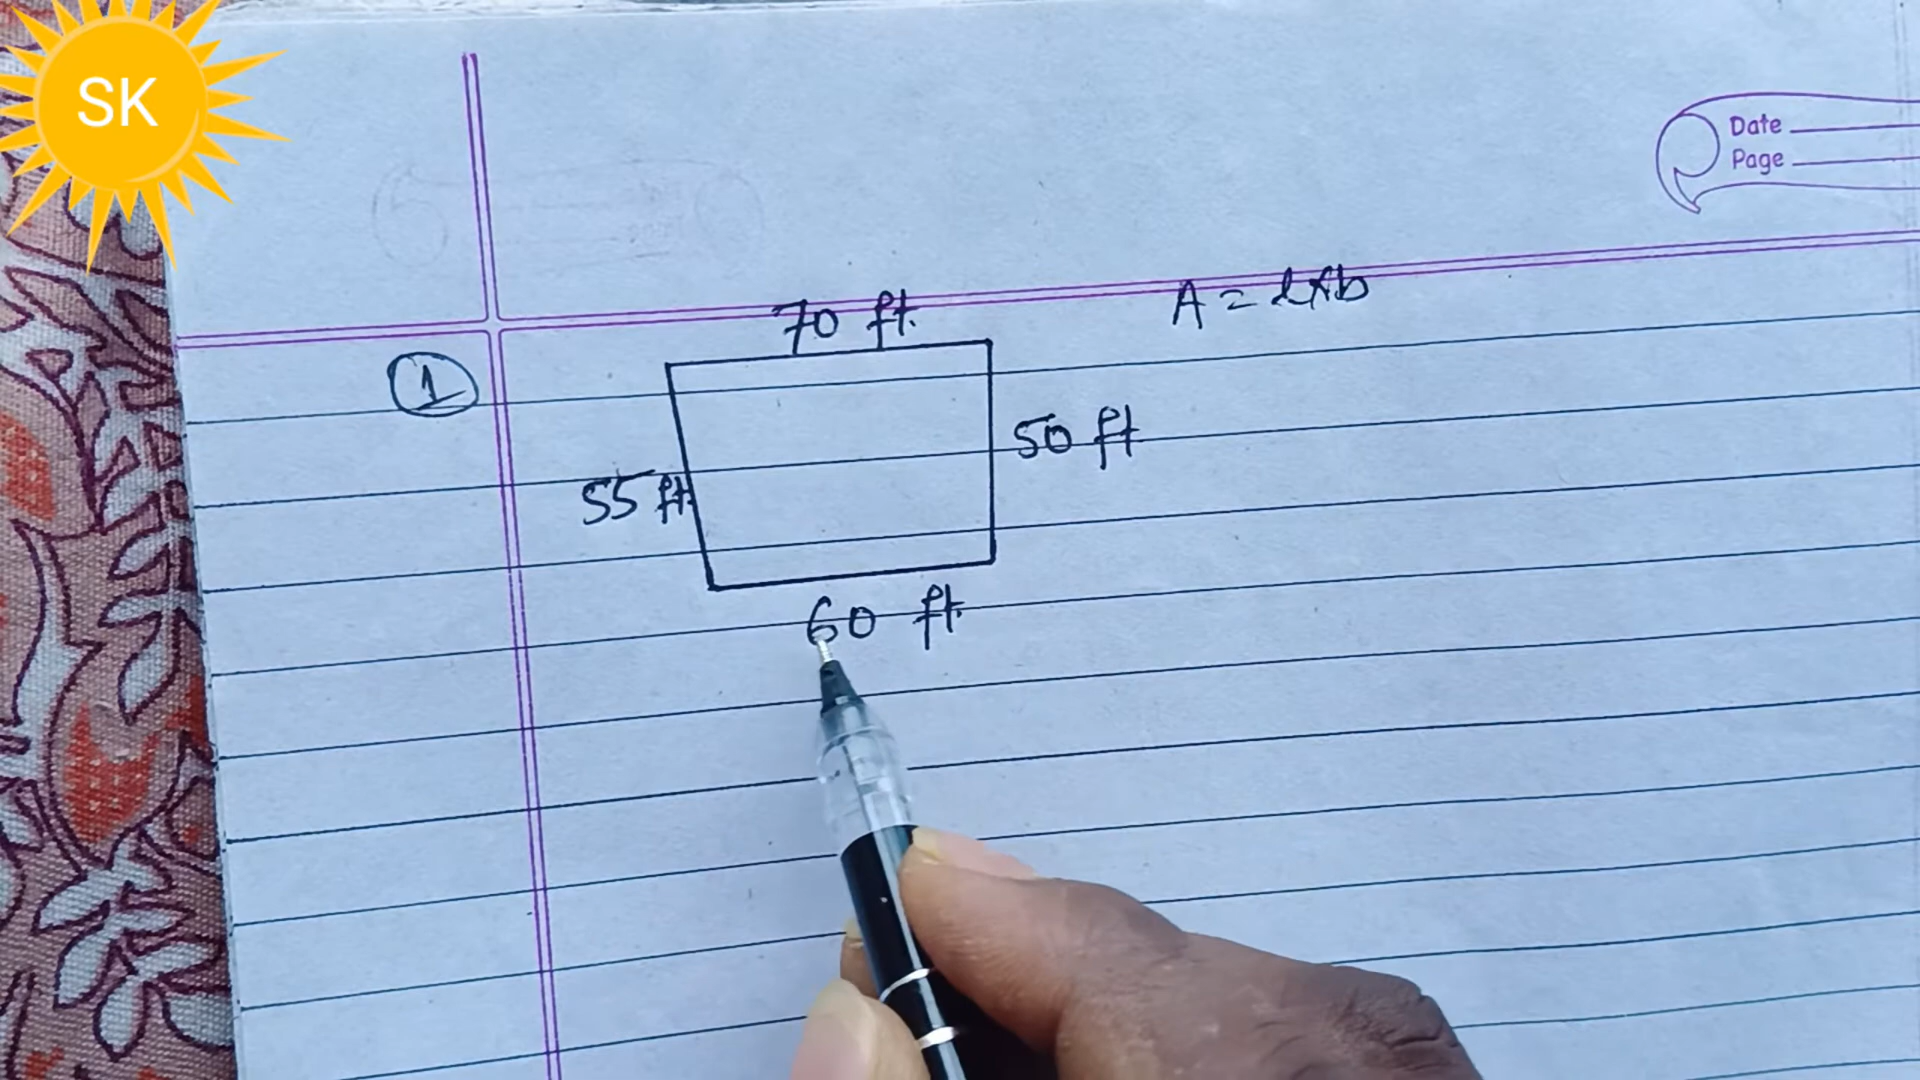 SK
Date
Page
A = l×b
70 ft.
1
50 ft
55 ft.
60 ft.